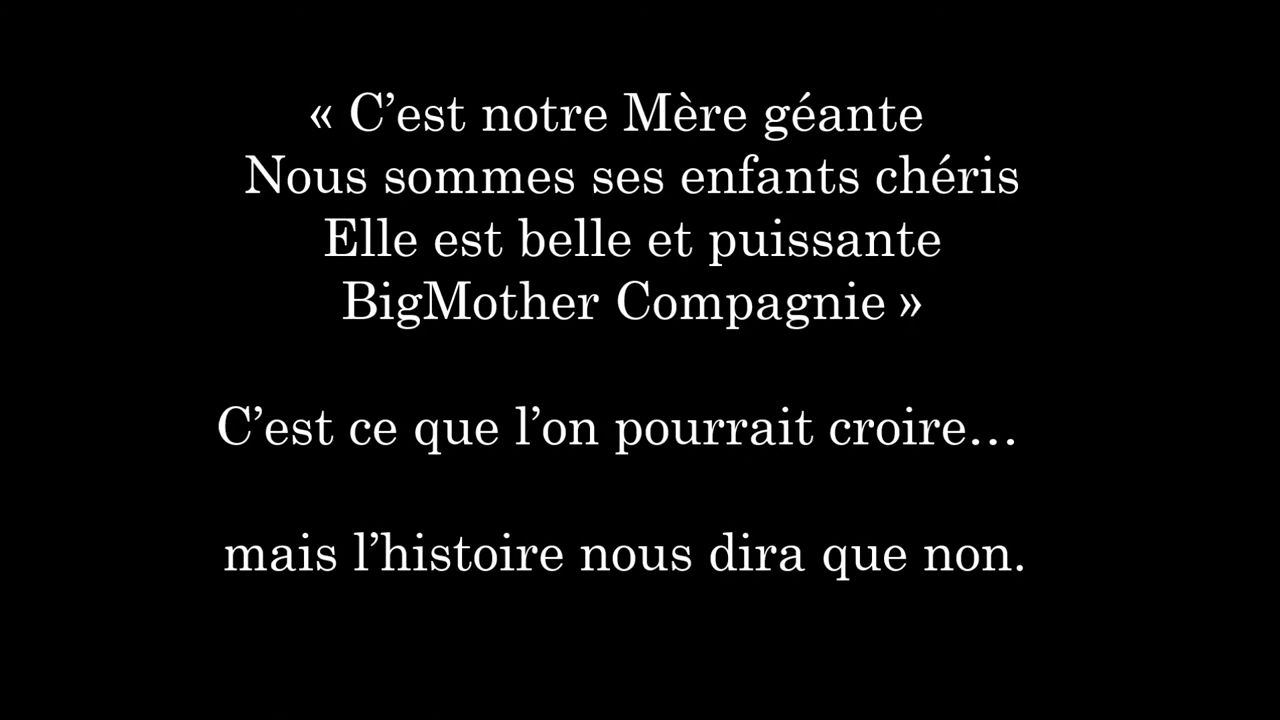 « C’est notre Mère géante
Nous sommes ses enfants chéris
Elle est belle et puissante
BigMother Compagnie »
C’est ce que l’on pourrait croire…
mais l’histoire nous dira que non.